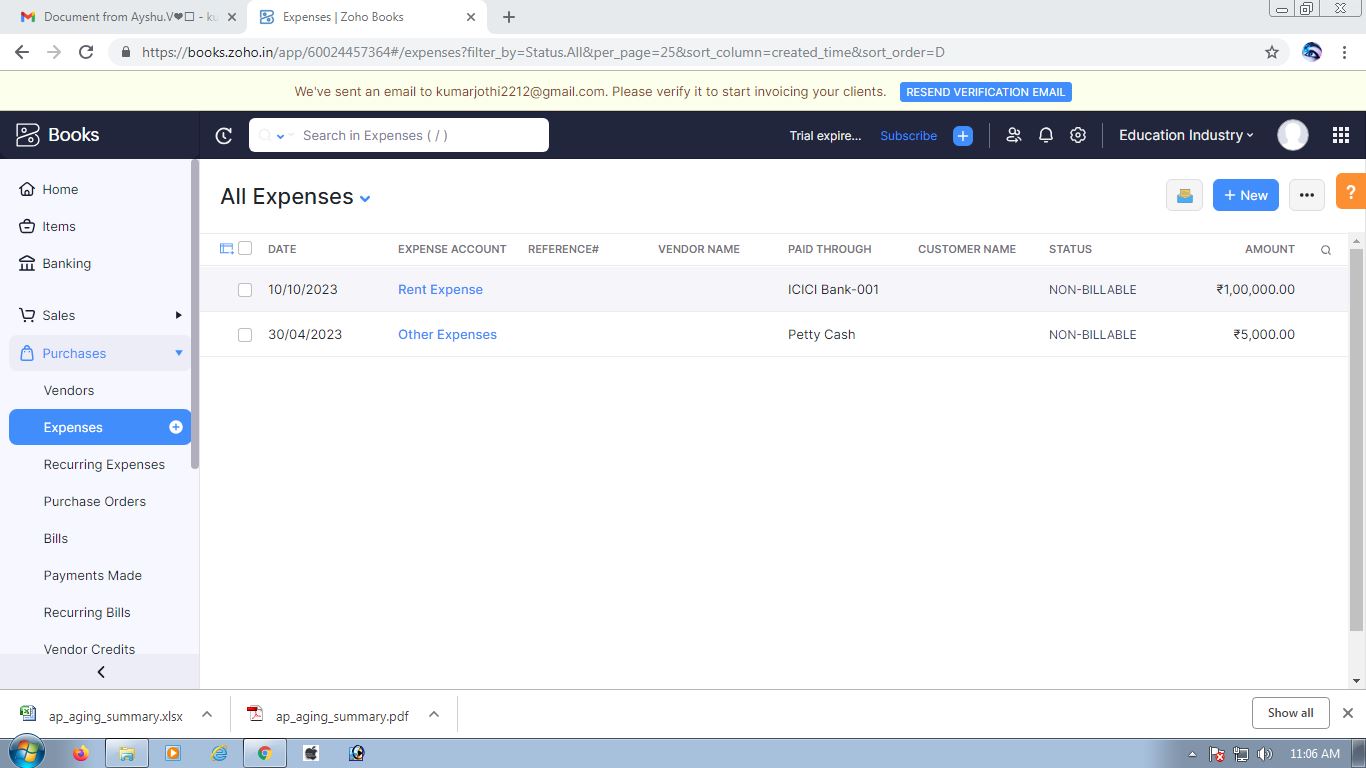 Document from Ayshu.V❤□ - ku
Expenses | Zoho Books
https://books.zoho.in/app/60024457364#/expenses?filter_by=Status.All&per_page=25&sort_column=created_time&sort_order=D
We've sent an email to kumarjothi2212@gmail.com. Please verify it to start invoicing your clients. RESEND VERIFICATION EMAIL
Books
Search in Expenses ( / )
Trial expire... Subscribe
Education Industry
Home
Items
Banking
Sales
Purchases
Vendors
Expenses
Recurring Expenses
Purchase Orders
Bills
Payments Made
Recurring Bills
Vendor Credits
All Expenses
+ New
?
DATE EXPENSE ACCOUNT REFERENCE# VENDOR NAME PAID THROUGH CUSTOMER NAME STATUS AMOUNT
10/10/2023 Rent Expense ICICI Bank-001 NON-BILLABLE ₹1,00,000.00
30/04/2023 Other Expenses Petty Cash NON-BILLABLE ₹5,000.00
ap_aging_summary.xlsx
ap_aging_summary.pdf
Show all
11:06 AM